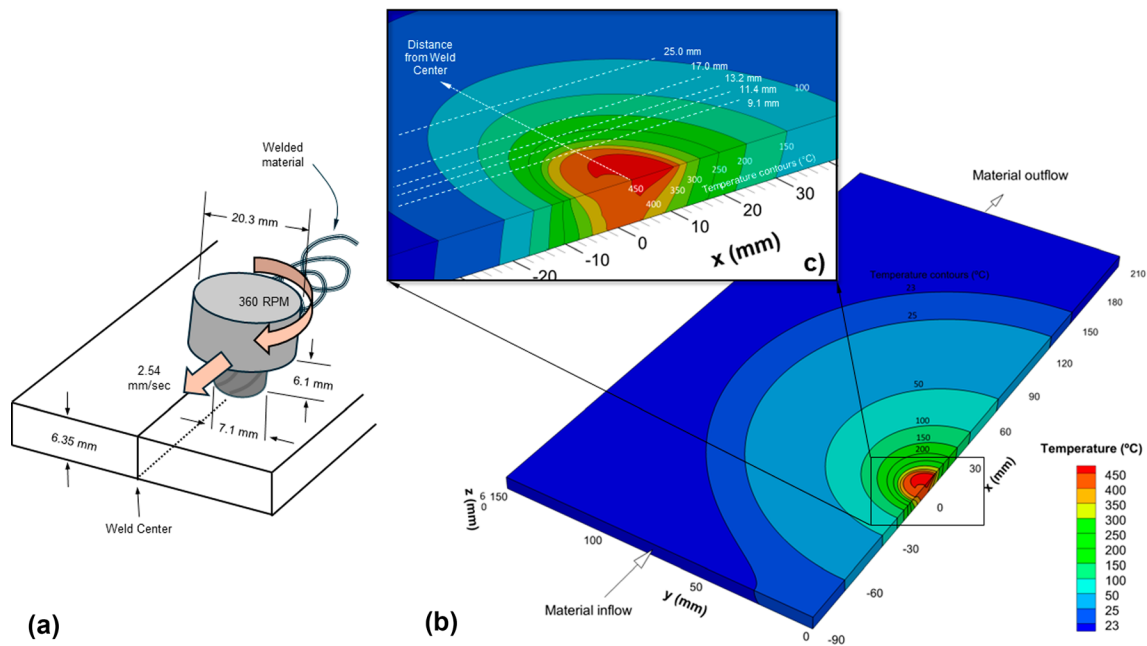 Welded
material
20.3 mm
360 RPM
2.54
mm/sec
6.1 mm
7.1 mm
6.35 mm
Weld Center
(a)
Distance
from Weld
Center
25.0 mm
17.0 mm
13.2 mm
11.4 mm
9.1 mm
100
150
200
250
300
350
400
450
Temperature contours (°C)
-20
-10
0
10
20
30
x (mm)
c)
Material outflow
Temperature contours (°C)
25
50
100
150
200
210
180
150
120
90
60
30
0
-30
-60
-90
x (mm)
z (mm)
6
0
150
100
50
0
y (mm)
Material inflow
(b)
Temperature (ºC)
450
400
350
300
250
200
150
100
50
25
23